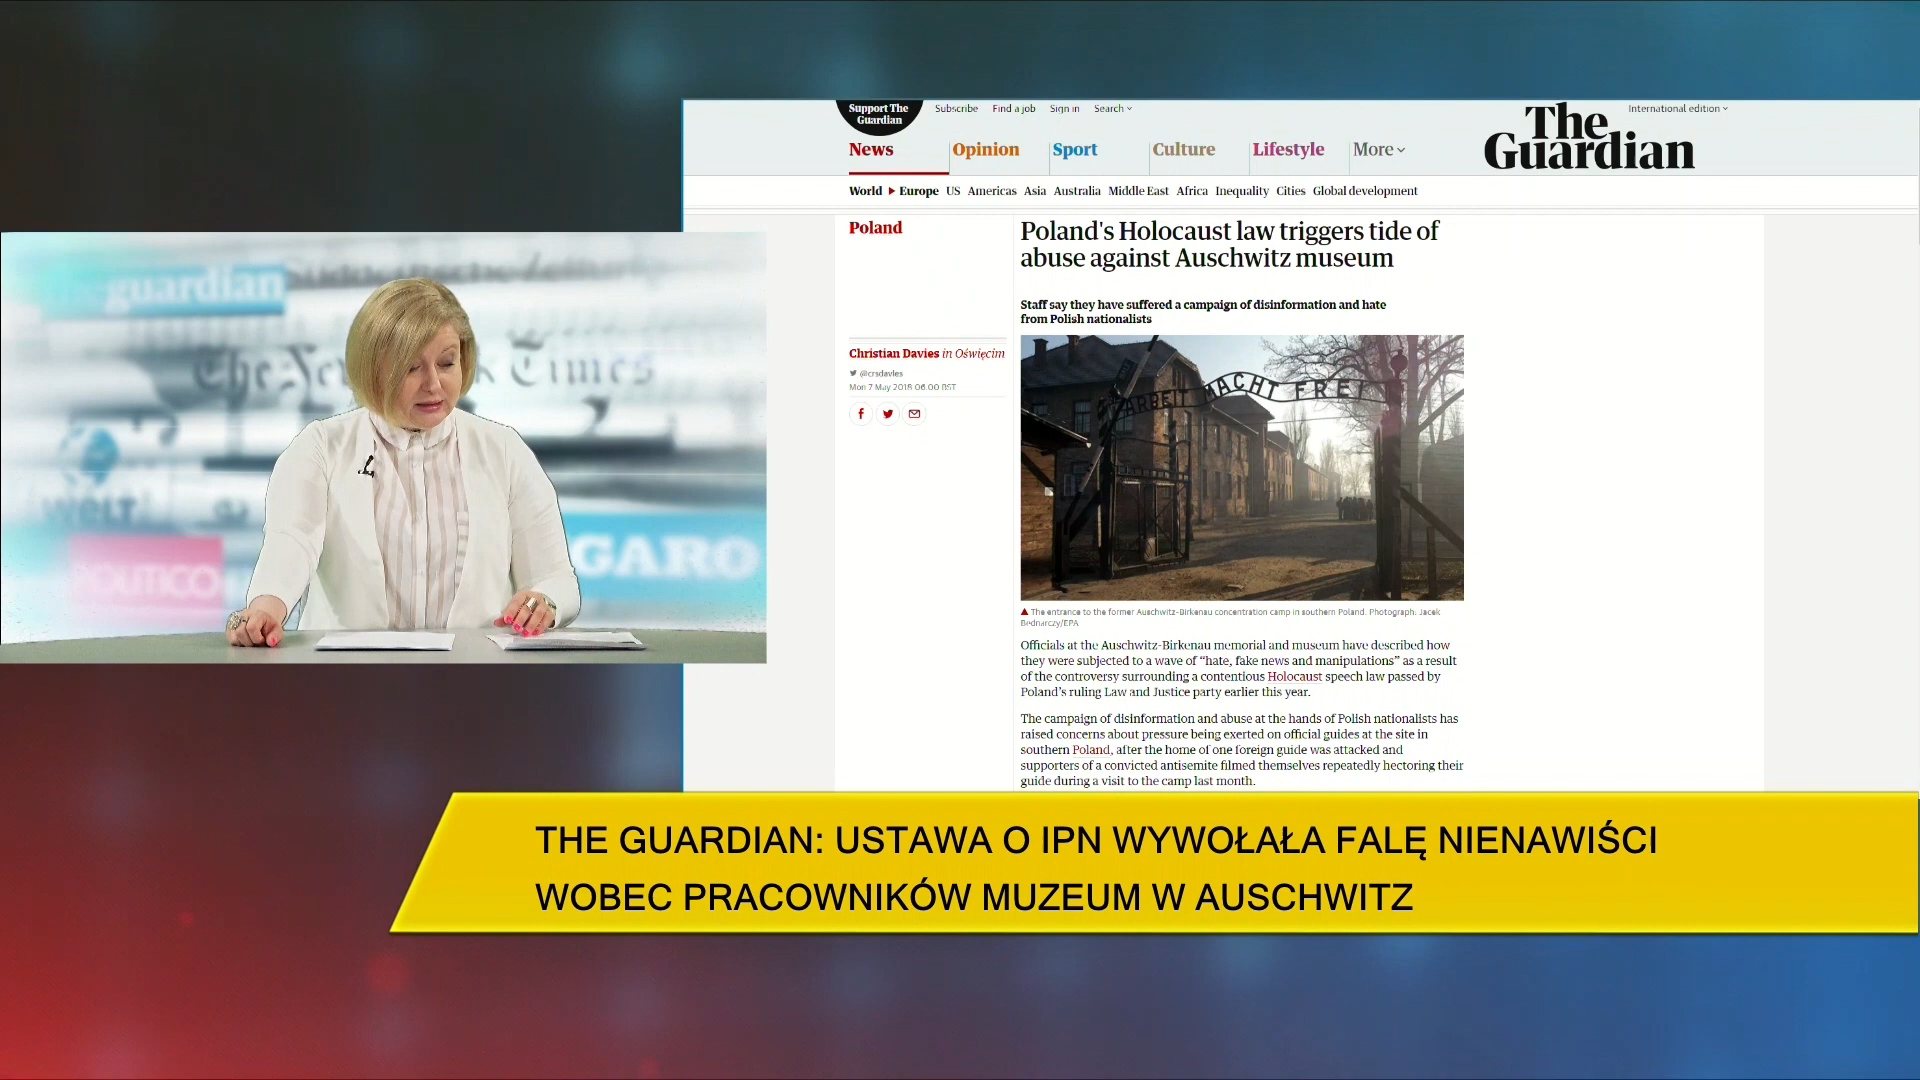 Support The
Guardian
Subscribe Find a job Sign in Search
International edition
The
Guardian
News Opinion Sport Culture Lifestyle More
World Europe US Americas Asia Australia Middle East Africa Inequality Cities Global development
Poland
Poland's Holocaust law triggers tide of
abuse against Auschwitz museum
Staff say they have suffered a campaign of disinformation and hate
from Polish nationalists
Christian Davies in Oświęcim
@crsdavies
Mon 7 May 2018 06.00 BST
ARBEIT MACHT FREI
The entrance to the former Auschwitz-Birkenau concentration camp in southern Poland. Photograph: Jacek
Bednarczy/EPA
Officials at the Auschwitz-Birkenau memorial and museum have described how
they were subjected to a wave of “hate, fake news and manipulations” as a result
of the controversy surrounding a contentious Holocaust speech law passed by
Poland’s ruling Law and Justice party earlier this year.
The campaign of disinformation and abuse at the hands of Polish nationalists has
raised concerns about pressure being exerted on official guides at the site in
southern Poland, after the home of one foreign guide was attacked and
supporters of a convicted antisemite filmed themselves repeatedly hectoring their
guide during a visit to the camp last month.
guardian
Süddeutsche Zeitung
Times
welt
POLITICO
GARO
THE GUARDIAN: USTAWA O IPN WYWOŁAŁA FALĘ NIENAWIŚCI
WOBEC PRACOWNIKÓW MUZEUM W AUSCHWITZ